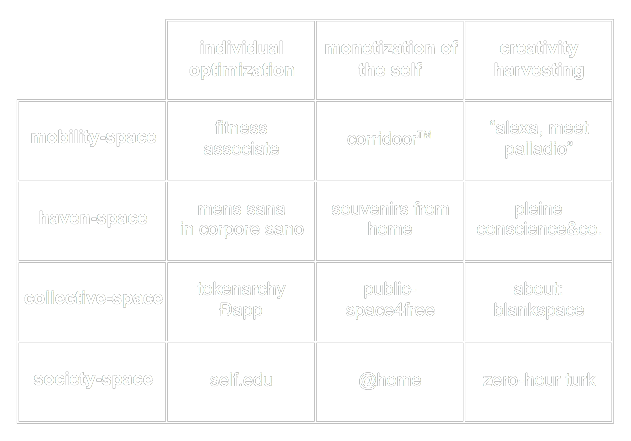 individual
optimization
monetization of
the self
creativity
harvesting
mobility-space
fitness
associate
corridoor™
"alexa, meet
palladio"
haven-space
mens sana
in corpore sano
souvenirs from
home
pleine
conscience&co.
collective-space
tokenarchy
Đapp
public
space4free
about
blankspace
society-space
self.edu
@home
zero hour turk